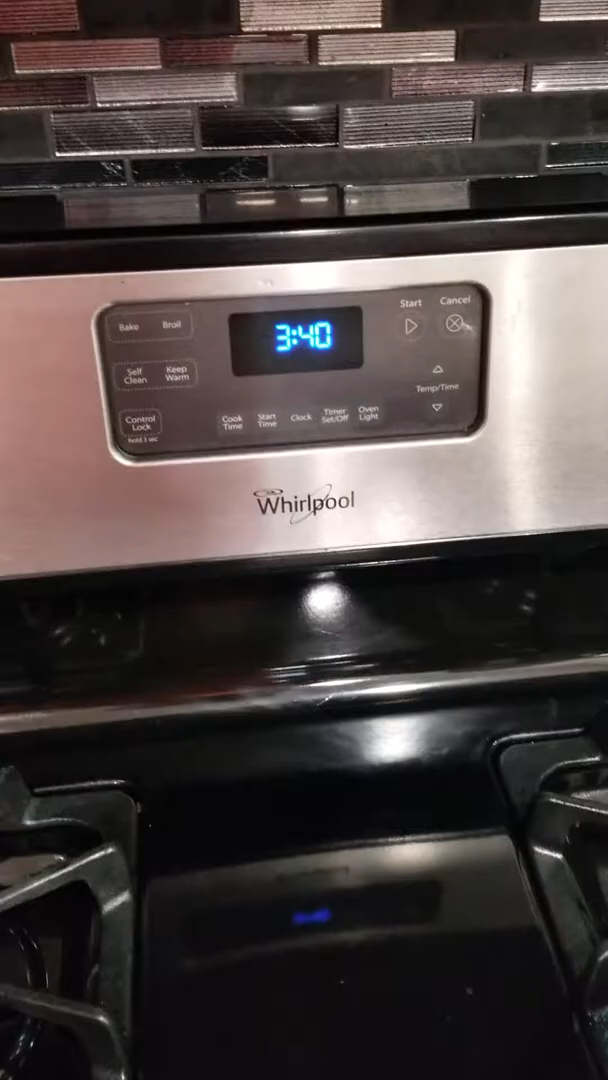 Start Cancel
Bake Broil
3:40
Self Clean
Keep Warm
Temp/Time
Control Lock
hold 3 sec
Cook Time
Start Time
Clock
Timer Set/Off
Oven Light
Whirlpool